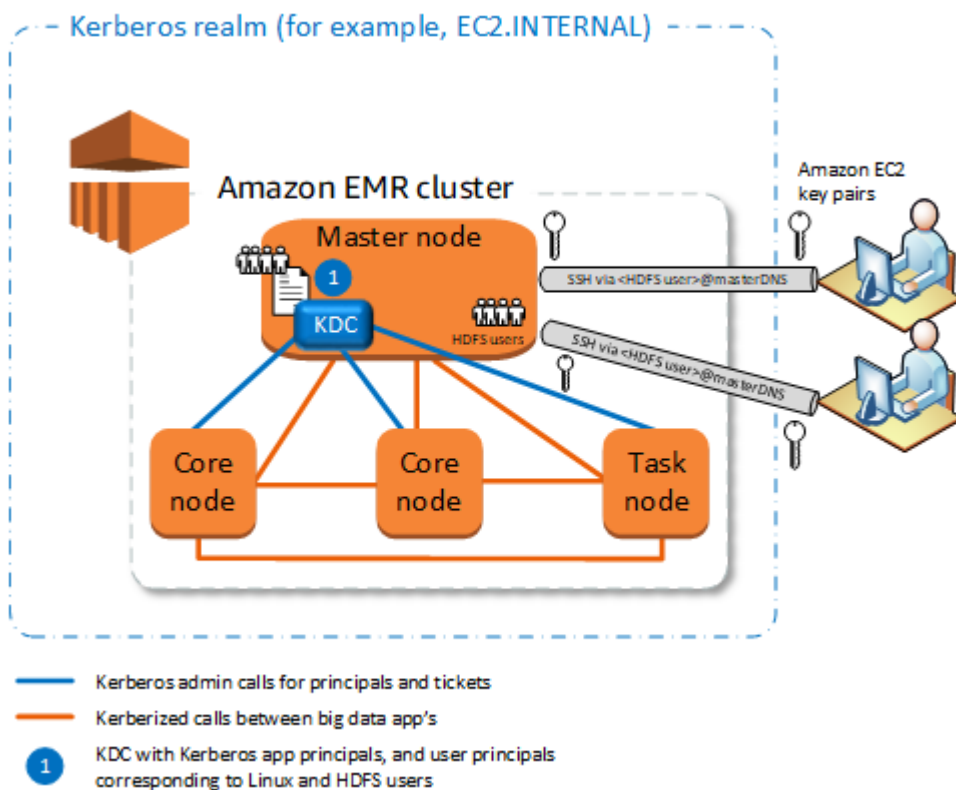 Kerberos realm (for example, EC2.INTERNAL)
Amazon EMR cluster
Amazon EC2
key pairs
Master node
1
KDC
HDFS users
SSH via <HDFS user>@masterDNS
SSH via <HDFS user>@masterDNS
Core
node
Core
node
Task
node
Kerberos admin calls for principals and tickets
Kerberized calls between big data app's
1
KDC with Kerberos app principals, and user principals
corresponding to Linux and HDFS users